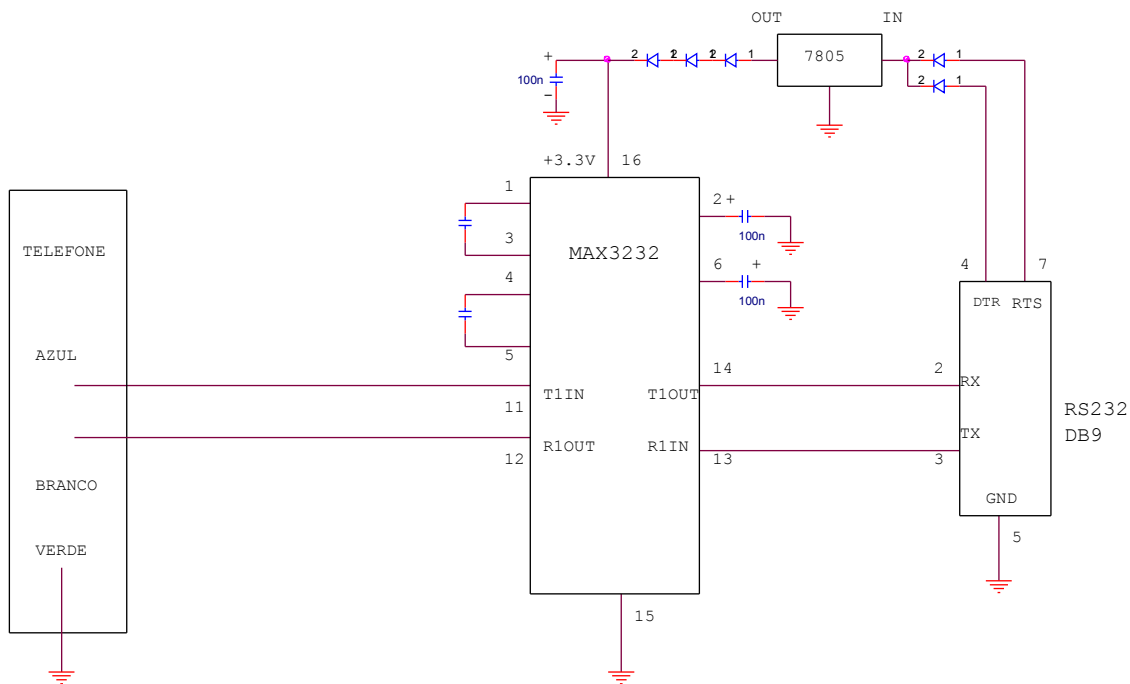 OUT IN
+ 2 1 2 1 2 1 7805 2 1
100n 2 1
−
+3.3V 16
1
2 +
100n
3
TELEFONE MAX3232
6 +
100n
4
4 7
DTR RTS
5
AZUL 14 2
T1IN T1OUT RX
11
RS232
TX DB9
R1OUT R1IN
12 13 3
BRANCO
GND
VERDE 5
15